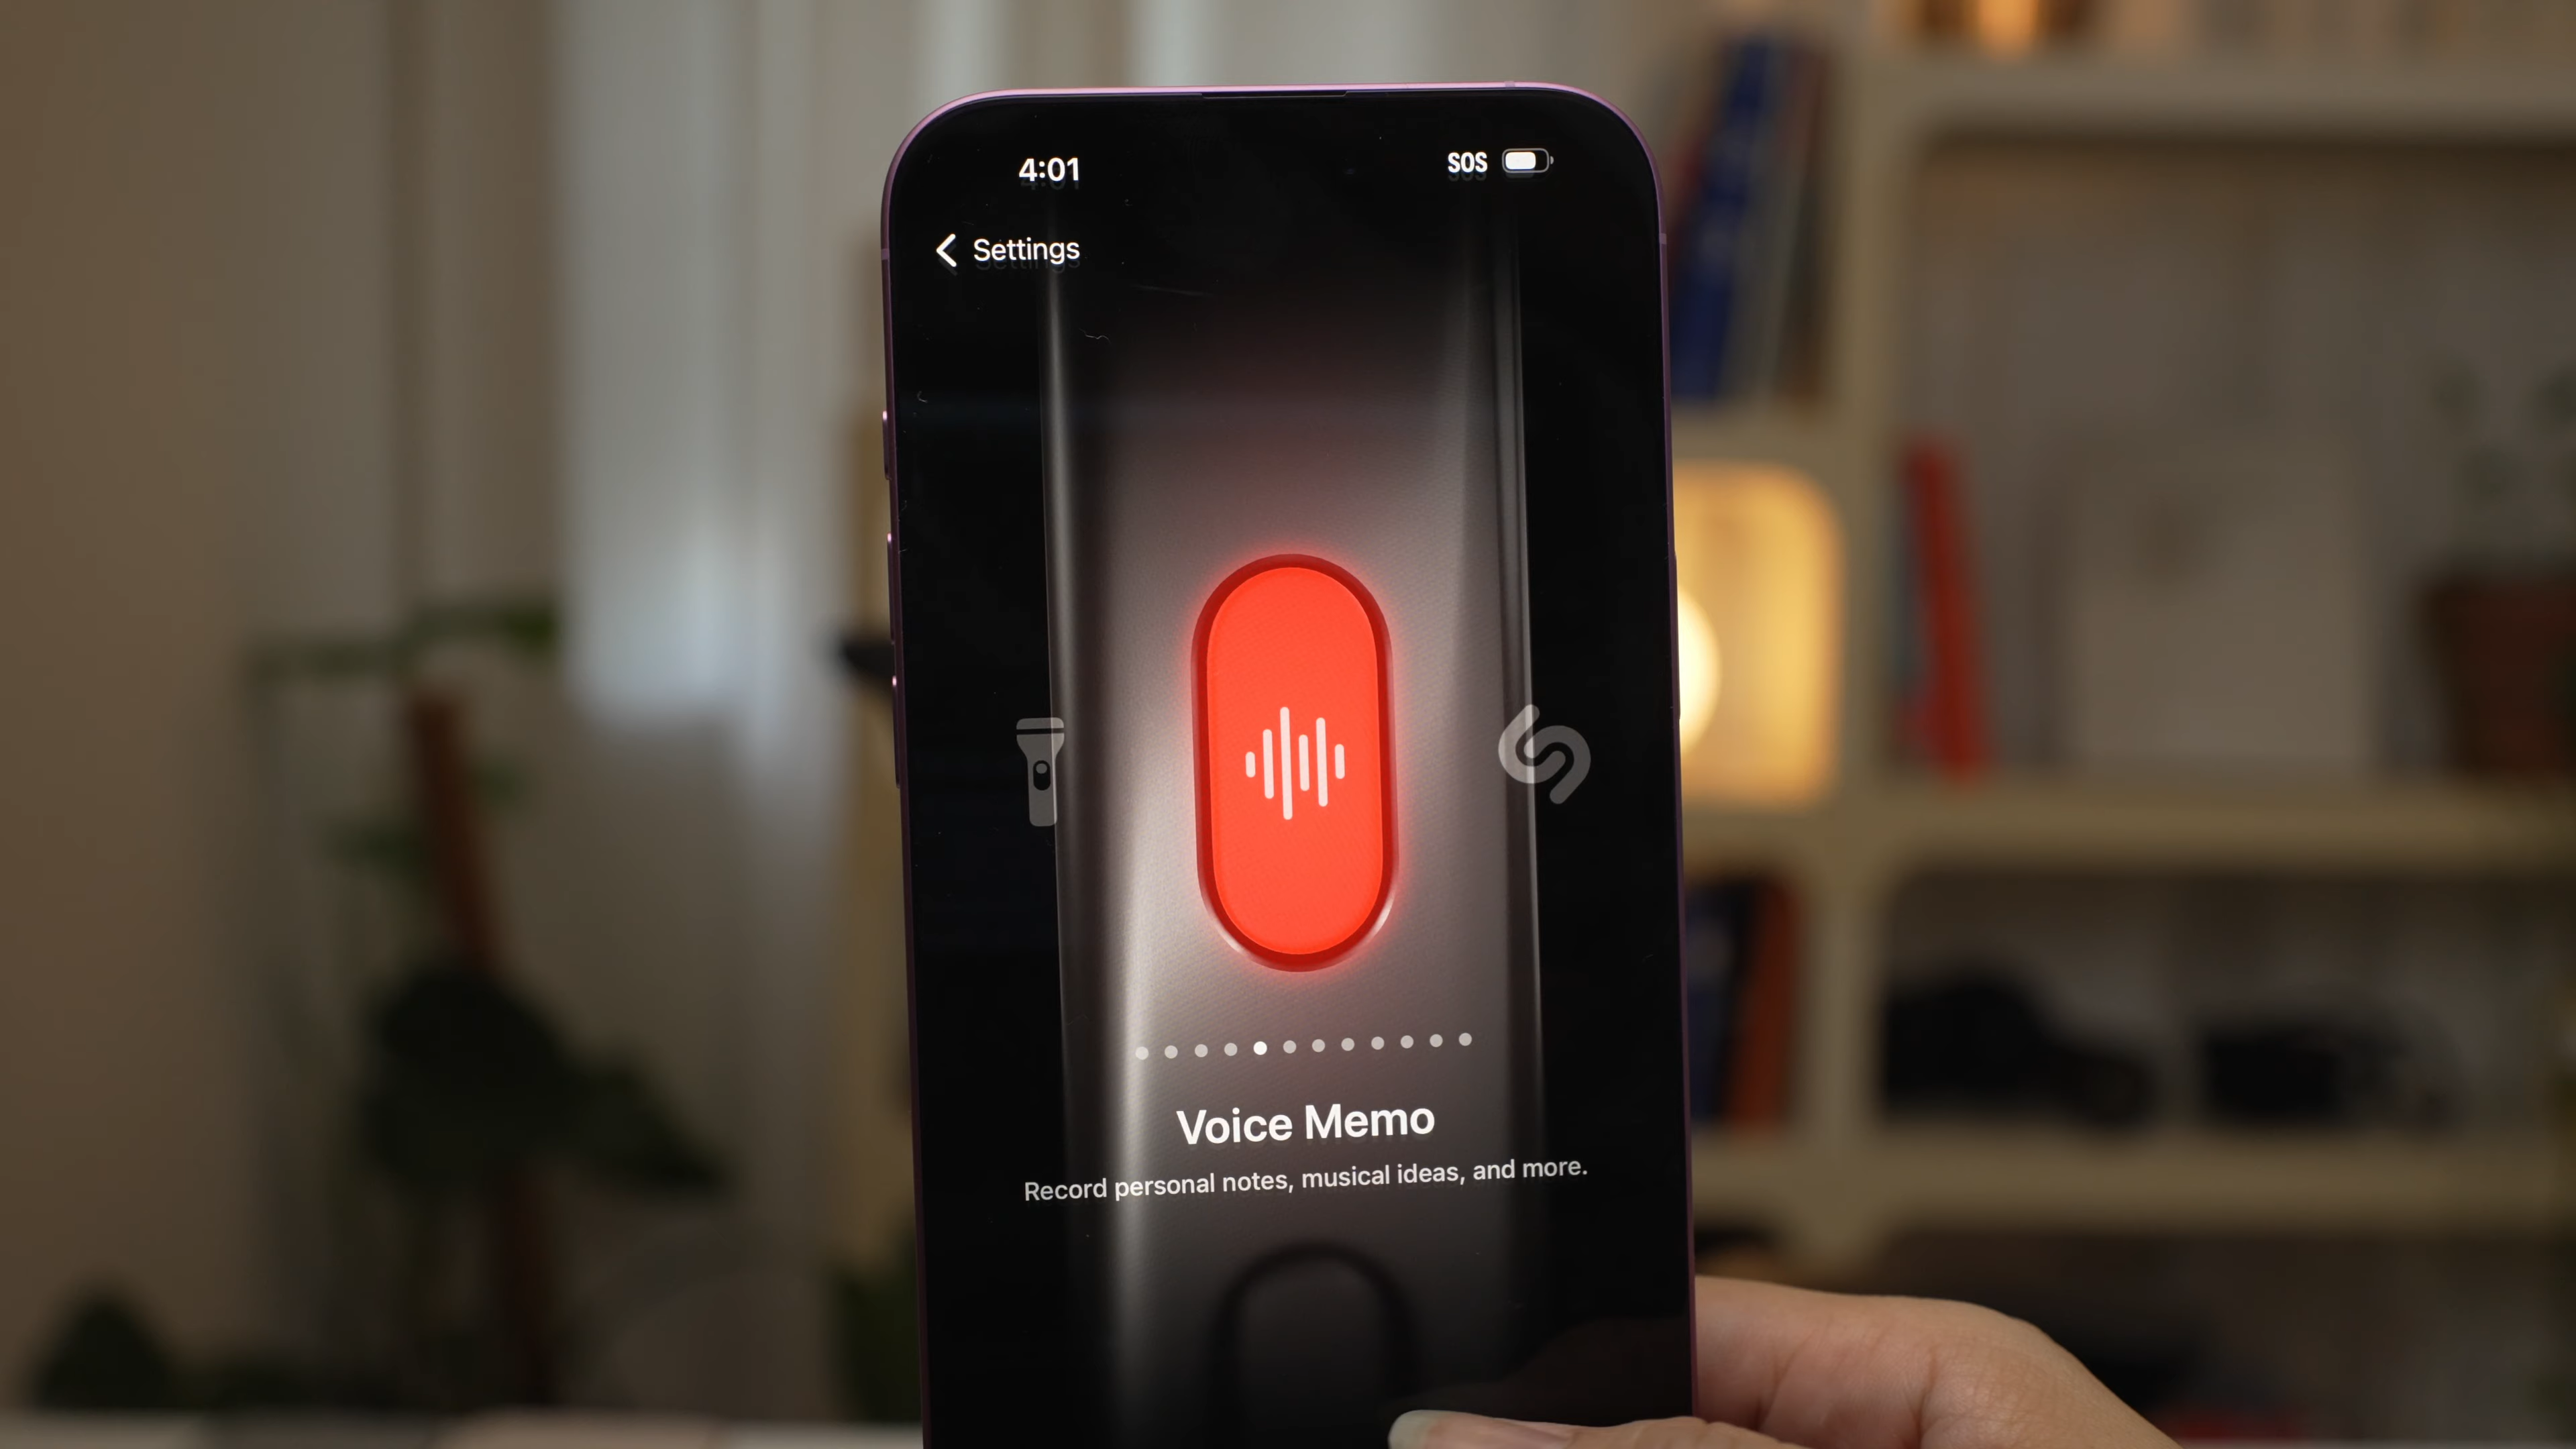 4:01
SOS
Settings
Voice Memo
Record personal notes, musical ideas, and more.